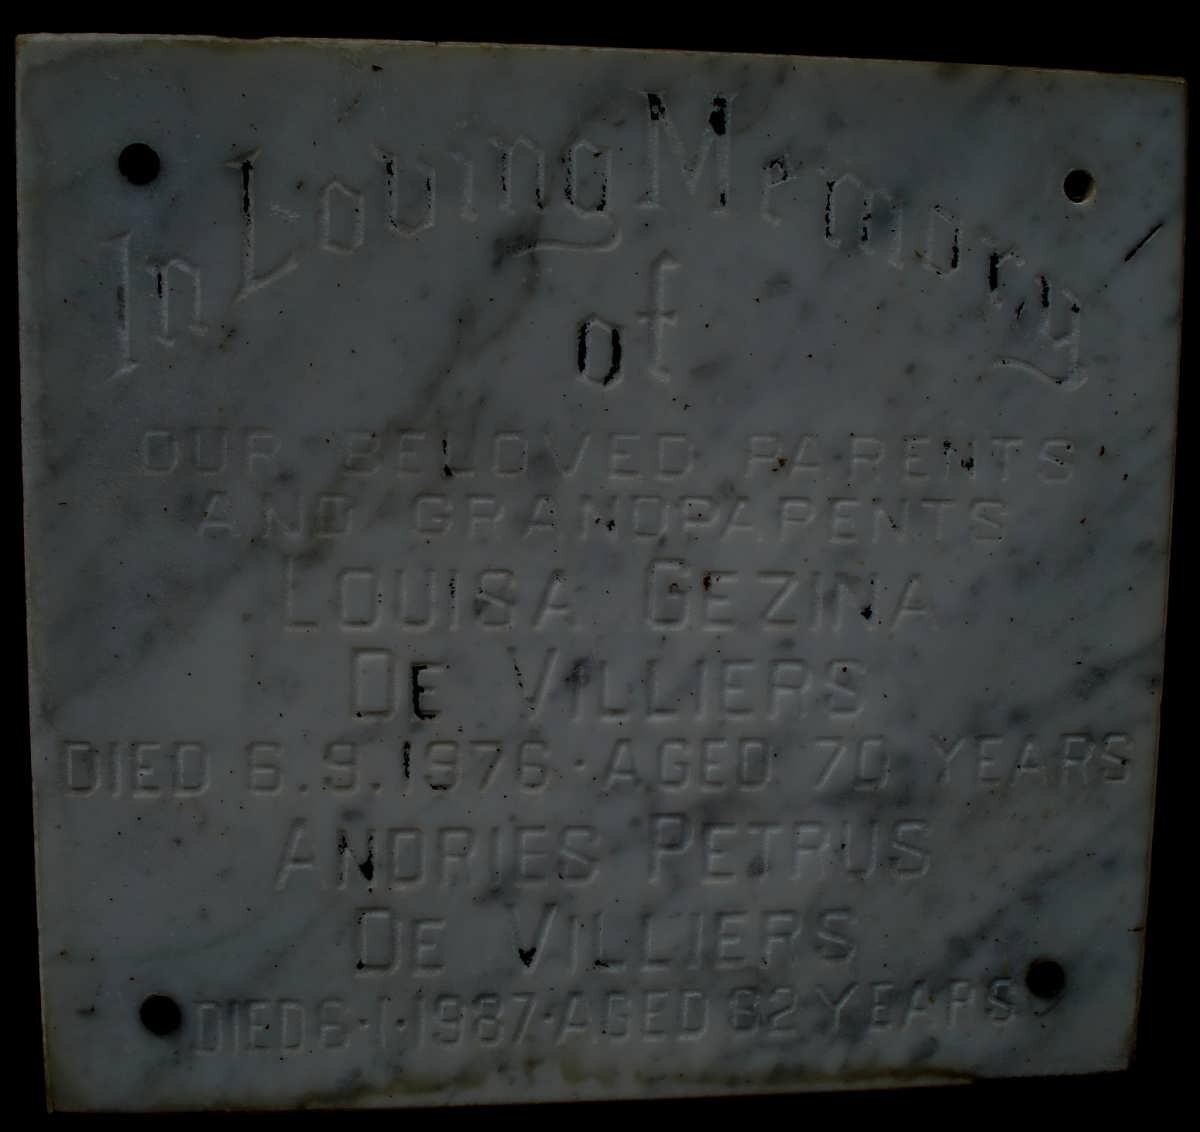 In Loving Memory
of
OUR BELOVED PARENTS
AND GRANDPARENTS
LOUISA GEZINA
DE VILLIERS
DIED 6.9.1976 · AGED 70 YEARS
ANDRIES PETRUS
DE VILLIERS
DIED 6·1·1987·AGED 82 YEARS